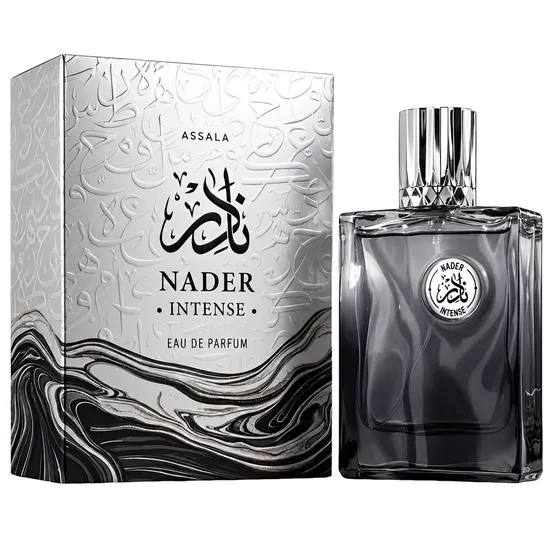 ASSALA
نادر
NADER
• INTENSE •
EAU DE PARFUM
NADER
نادر
INTENSE